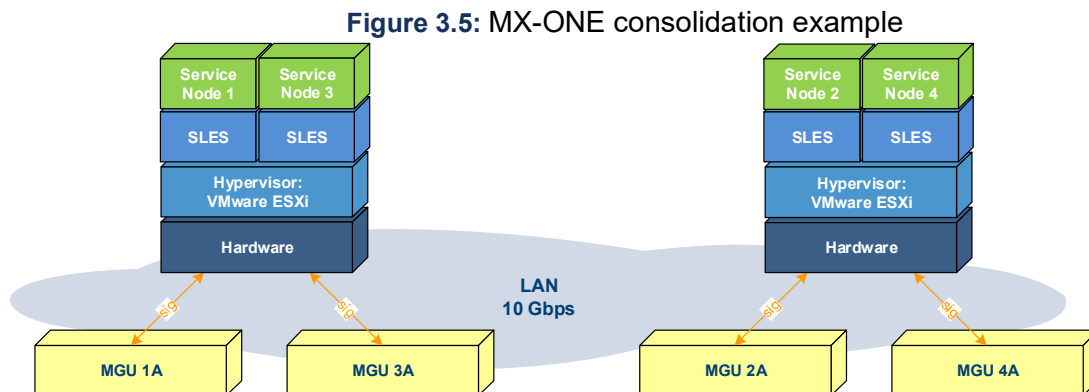 Figure 3.5: MX-ONE consolidation example
Service
Node 1
Service
Node 3
Service
Node 2
Service
Node 4
SLES
SLES
SLES
SLES
Hypervisor:
VMware ESXi
Hypervisor:
VMware ESXi
Hardware
Hardware
LAN
10 Gbps
sig
sig
sig
sig
MGU 1A
MGU 3A
MGU 2A
MGU 4A